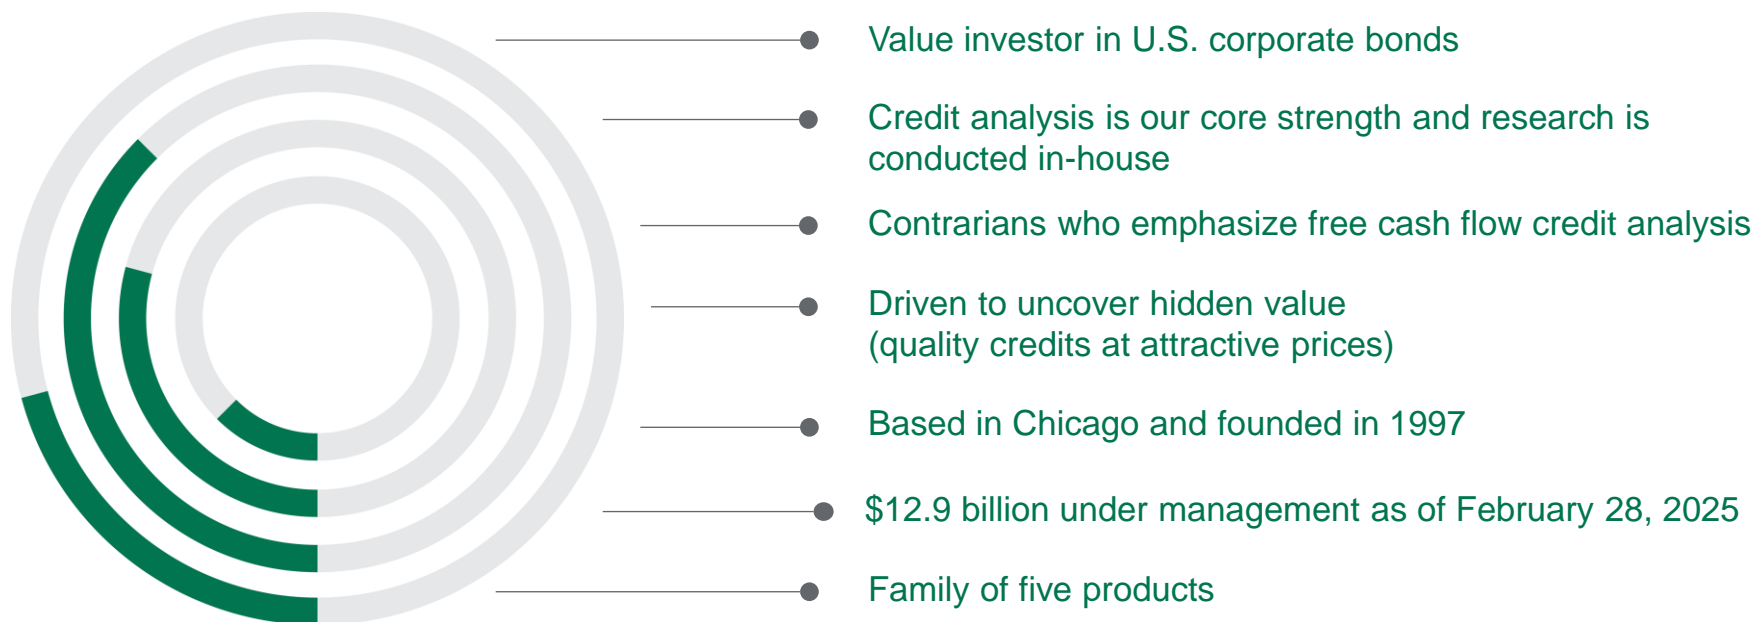 Value investor in U.S. corporate bonds
Credit analysis is our core strength and research is
conducted in-house
Contrarians who emphasize free cash flow credit analysis
Driven to uncover hidden value
(quality credits at attractive prices)
Based in Chicago and founded in 1997
$12.9 billion under management as of February 28, 2025
Family of five products